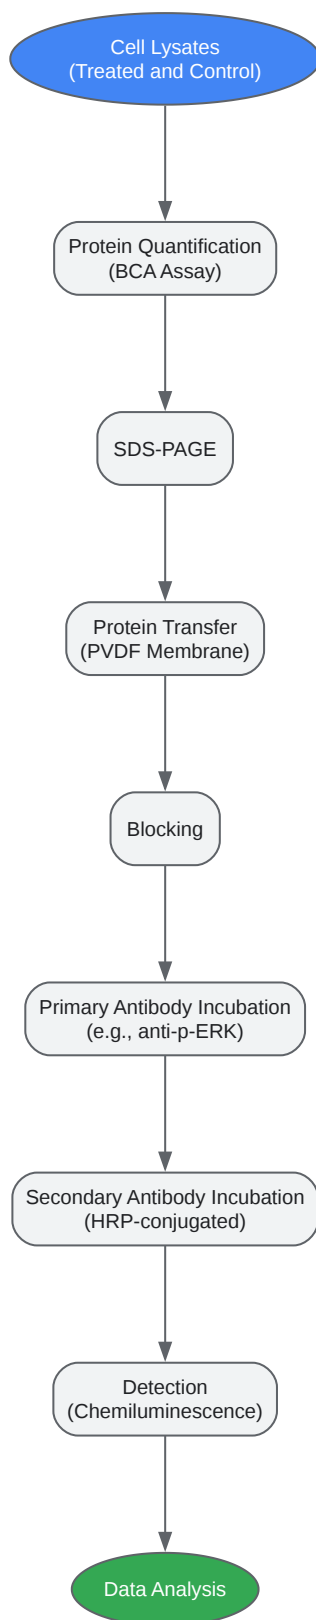 Cell Lysates
(Treated and Control)
Protein Quantification
(BCA Assay)
SDS-PAGE
Protein Transfer
(PVDF Membrane)
Blocking
Primary Antibody Incubation
(e.g., anti-p-ERK)
Secondary Antibody Incubation
(HRP-conjugated)
Detection
(Chemiluminescence)
Data Analysis